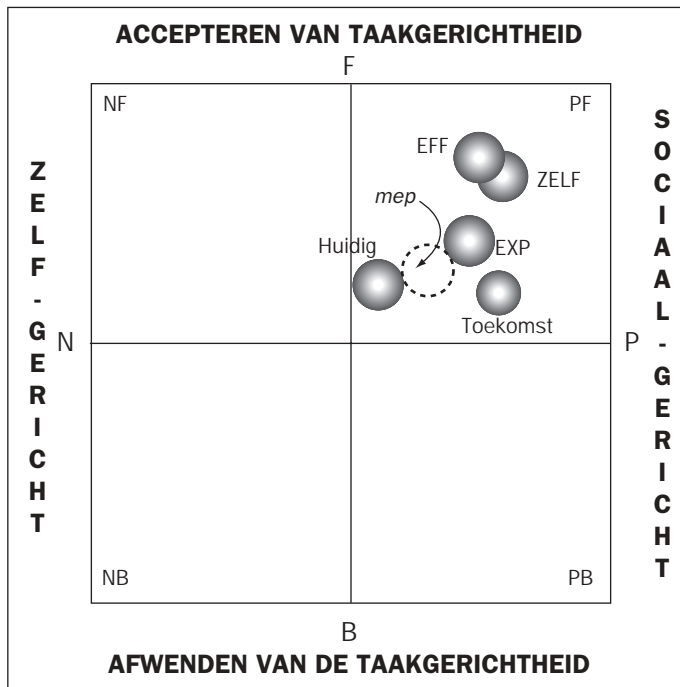 ACCEPTEREN VAN TAAKGERICHTHEID
F
NF
PF
EFF
ZELF
mep
Huidig
EXP
Toekomst
ZELF-GERICHT
N
P
SOCIAAL-GERICHT
NB
PB
B
AFWENDEN VAN DE TAAKGERICHTHEID